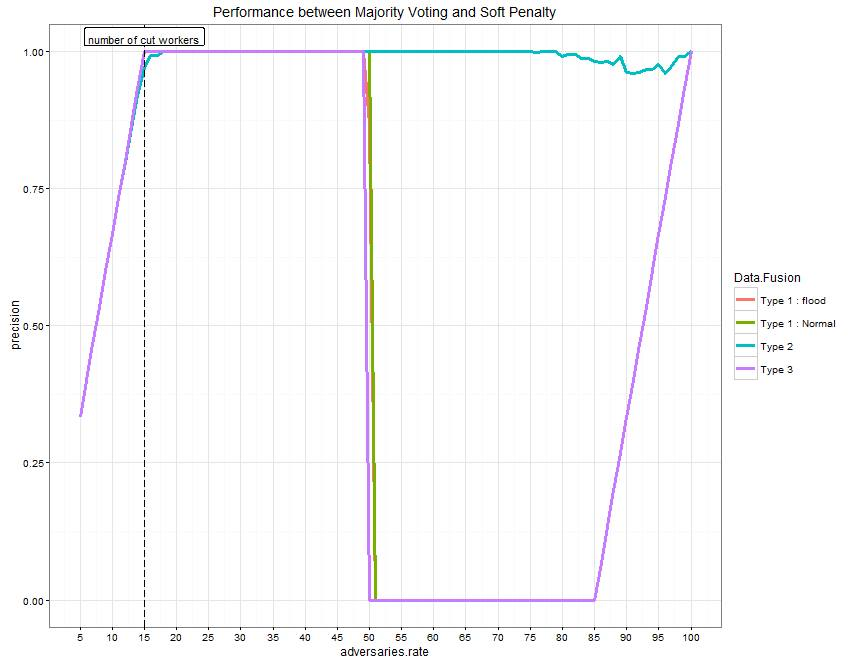 Performance between Majority Voting and Soft Penalty
number of cut workers
1.00
0.75
0.50
0.25
0.00
precision
5 10 15 20 25 30 35 40 45 50 55 60 65 70 75 80 85 90 95 100
adversaries.rate
Data.Fusion
Type 1 : flood
Type 1 : Normal
Type 2
Type 3